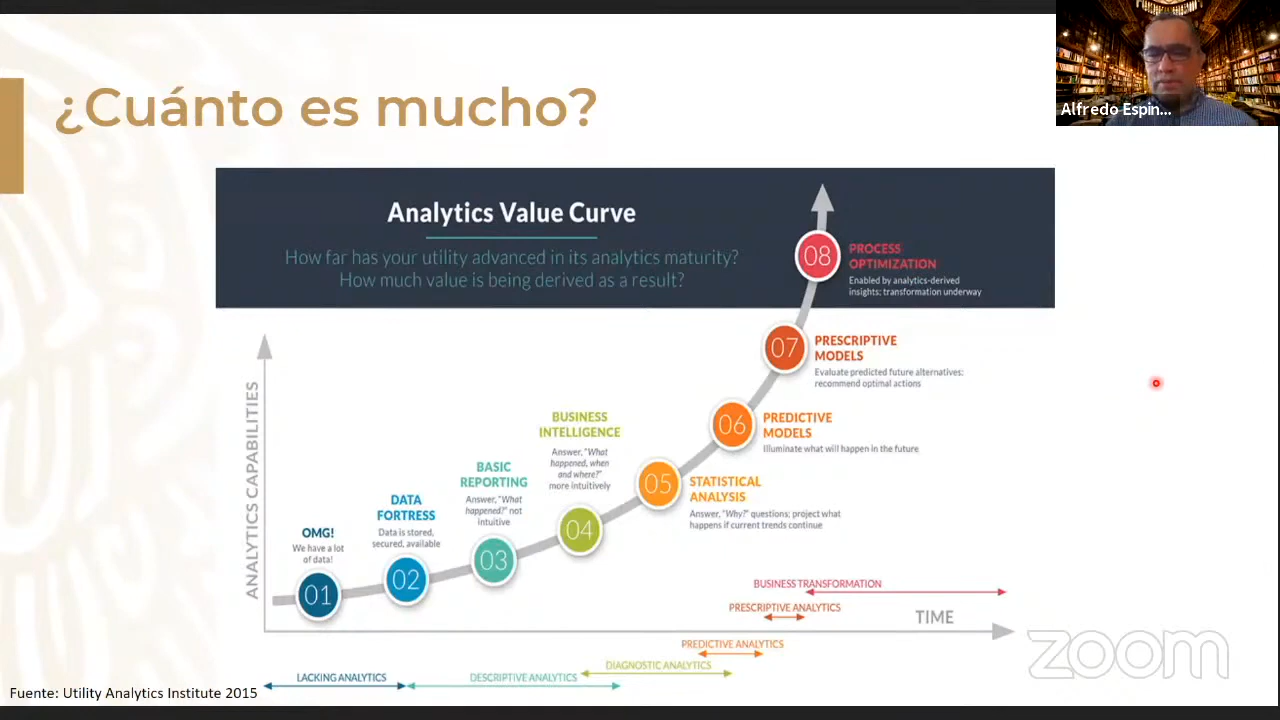 ¿Cuánto es mucho?
Alfredo Espin...
Analytics Value Curve
How far has your utility advanced in its analytics maturity?
How much value is being derived as a result?
08
PROCESS
OPTIMIZATION
Enabled by analytics-derived
insights; transformation underway
07
PRESCRIPTIVE
MODELS
Evaluate predicted future alternatives;
recommend optimal actions
06
PREDICTIVE
MODELS
Illuminate what will happen in the future
05
STATISTICAL
ANALYSIS
Answer, "Why?" questions; project what
happens if current trends continue
BUSINESS
INTELLIGENCE
Answer, "What
happened, when
and where?"
more intuitively
04
BASIC
REPORTING
Answer, "What
happened?" not
intuitive
03
DATA
FORTRESS
Data is stored,
secured, available
02
OMG!
We have a lot
of data!
01
ANALYTICS CAPABILITIES
BUSINESS TRANSFORMATION
PRESCRIPTIVE ANALYTICS
TIME
PREDICTIVE ANALYTICS
DIAGNOSTIC ANALYTICS
LACKING ANALYTICS
DESCRIPTIVE ANALYTICS
zoom
Fuente: Utility Analytics Institute 2015